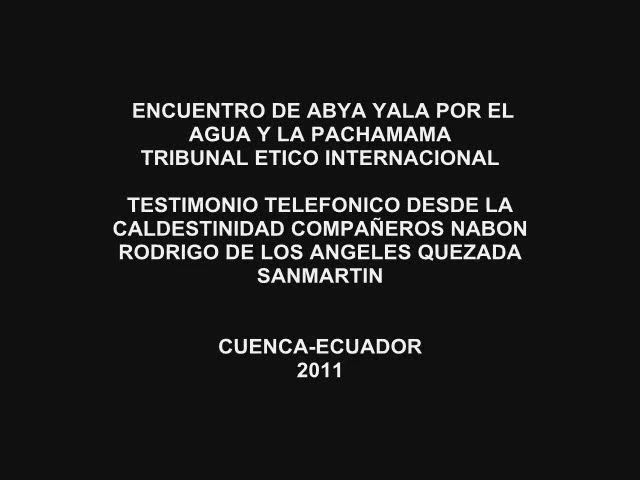 ENCUENTRO DE ABYA YALA POR EL
AGUA Y LA PACHAMAMA
TRIBUNAL ETICO INTERNACIONAL
TESTIMONIO TELEFONICO DESDE LA
CALDESTINIDAD COMPAÑEROS NABON
RODRIGO DE LOS ANGELES QUEZADA
SANMARTIN
CUENCA-ECUADOR
2011